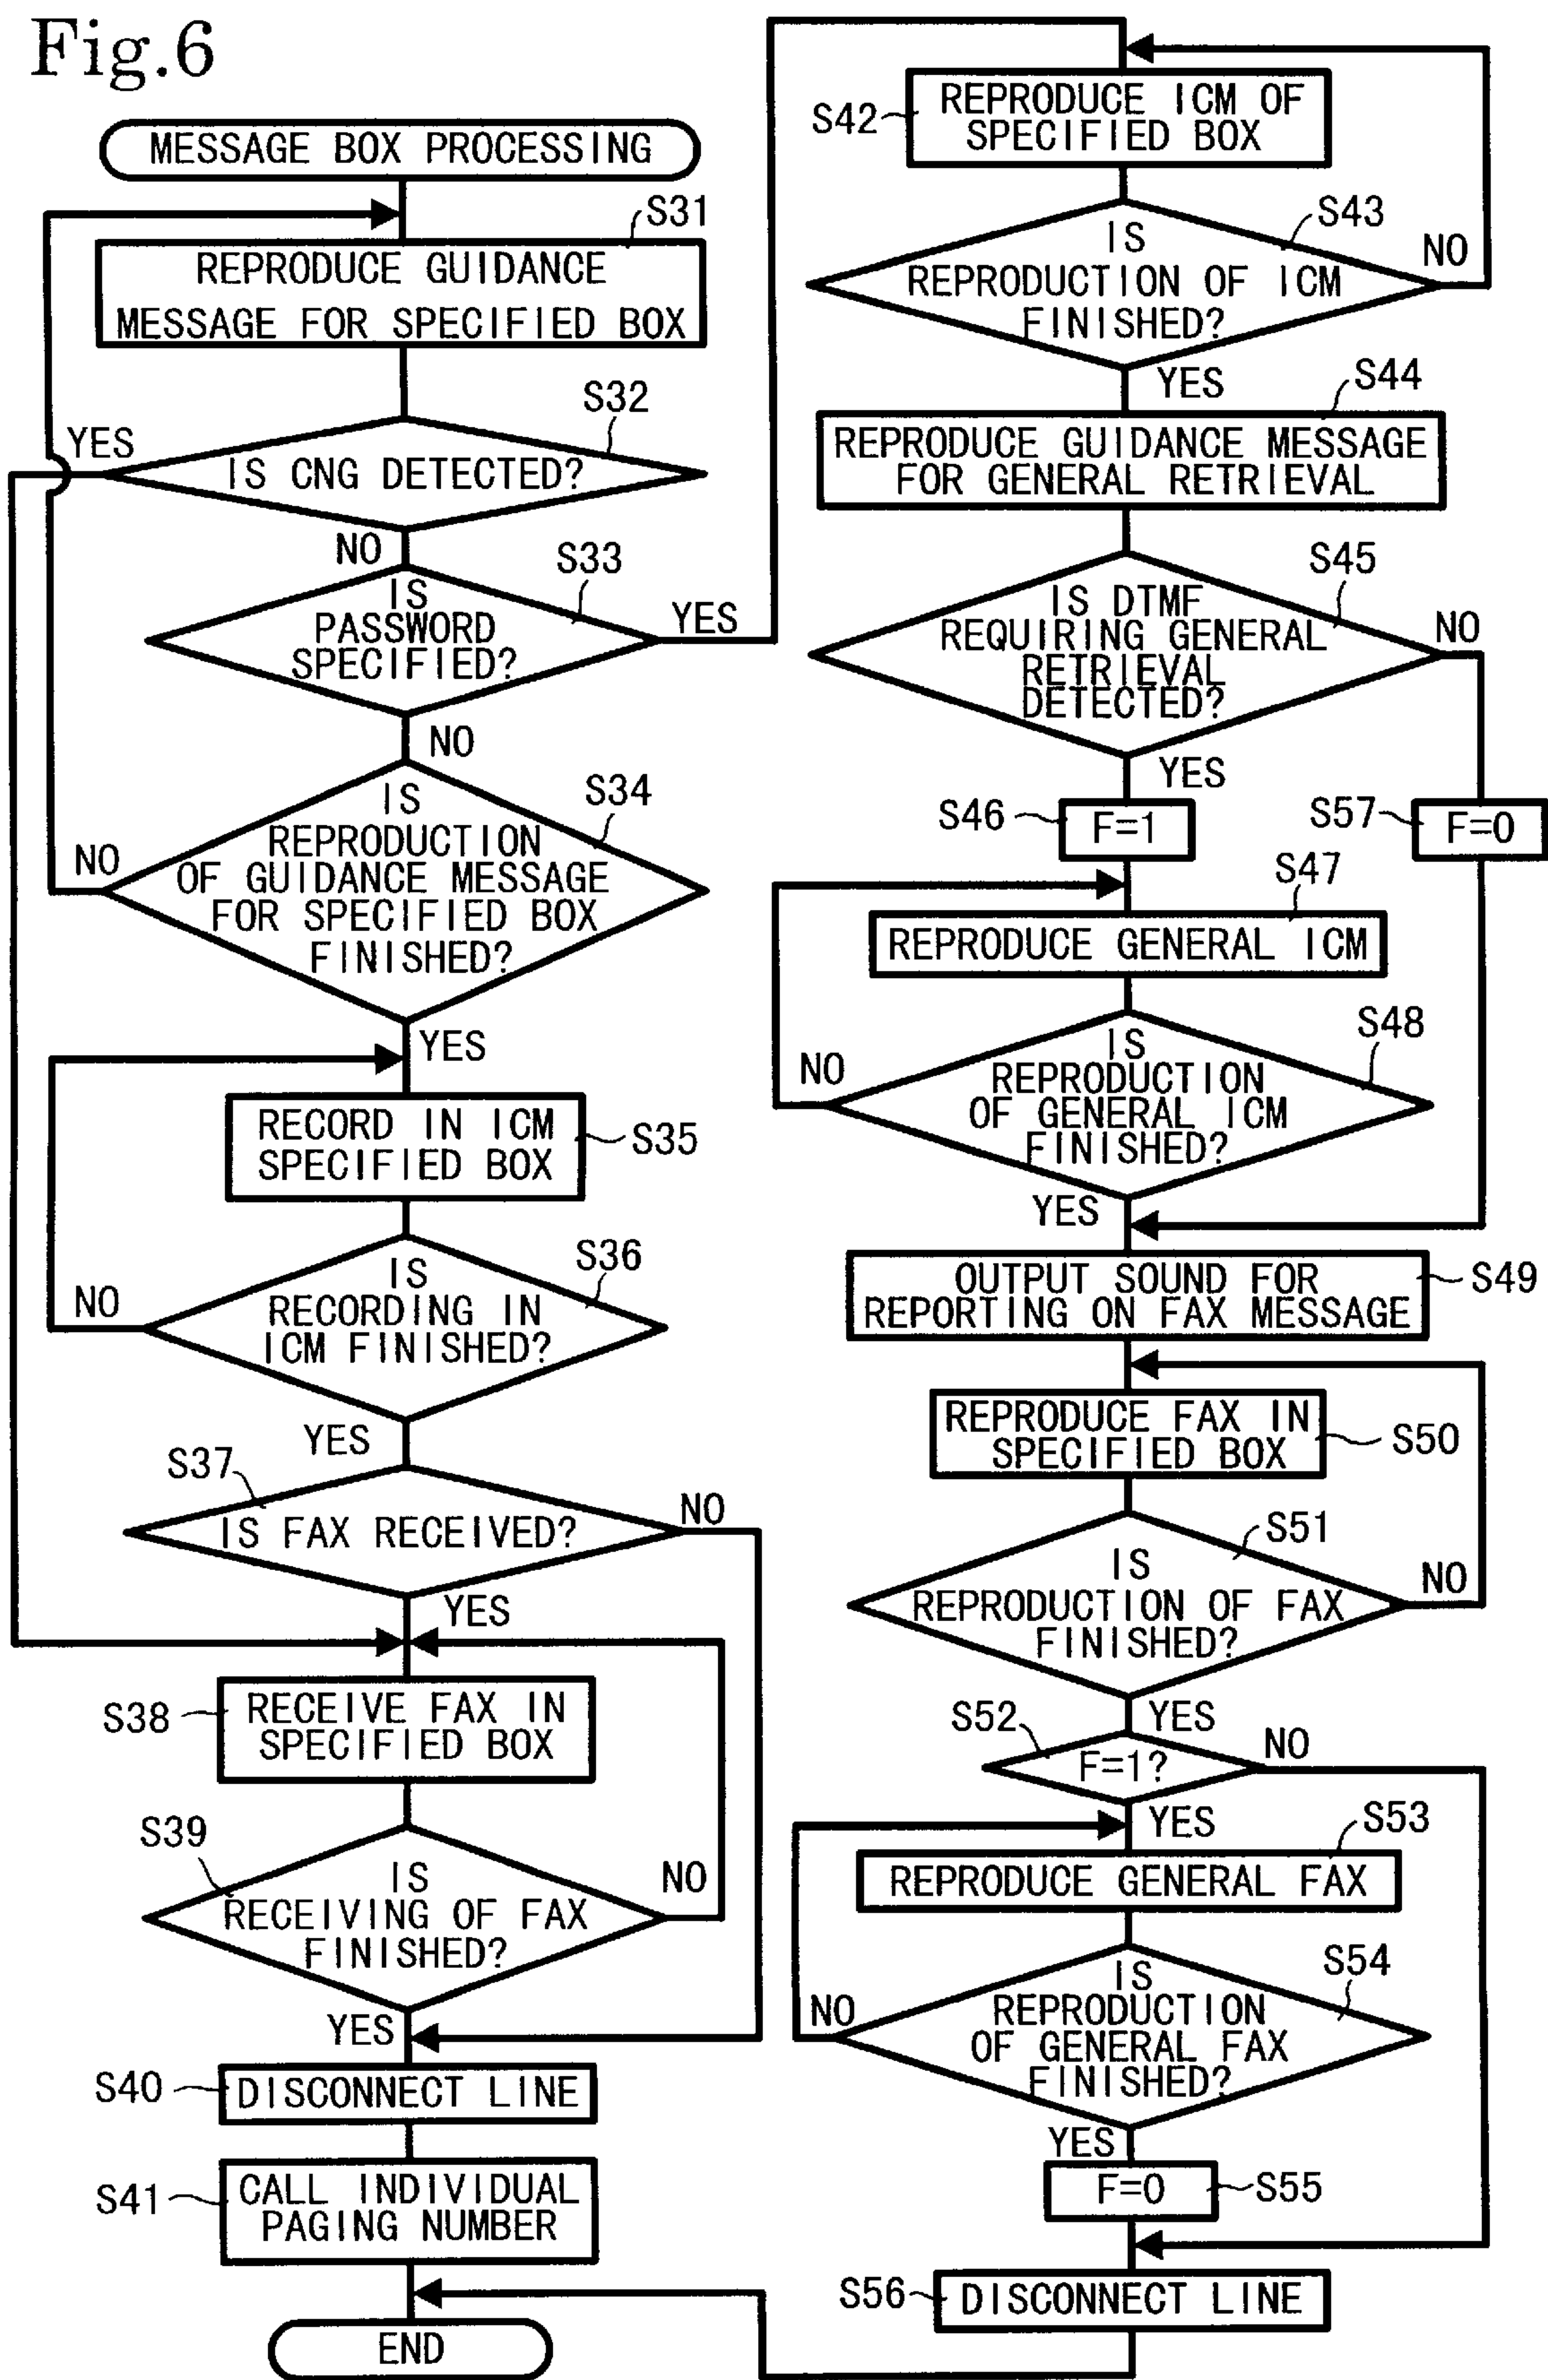 Fig.6
MESSAGE BOX PROCESSING
S31
REPRODUCE GUIDANCE
MESSAGE FOR SPECIFIED BOX
S32
YES
IS CNG DETECTED?
NO
S33
IS
PASSWORD
SPECIFIED?
YES
NO
S34
IS
REPRODUCTION
OF GUIDANCE MESSAGE
FOR SPECIFIED BOX
FINISHED?
NO
YES
RECORD IN ICM
SPECIFIED BOX
S35
S36
IS
RECORDING IN
ICM FINISHED?
NO
YES
S37
IS FAX RECEIVED?
NO
YES
S38
RECEIVE FAX IN
SPECIFIED BOX
S39
IS
RECEIVING OF FAX
FINISHED?
NO
YES
S40
DISCONNECT LINE
S41
CALL INDIVIDUAL
PAGING NUMBER
END
S42
REPRODUCE ICM OF
SPECIFIED BOX
S43
IS
REPRODUCTION OF ICM
FINISHED?
NO
YES
S44
REPRODUCE GUIDANCE MESSAGE
FOR GENERAL RETRIEVAL
S45
IS DTMF
REQUIRING GENERAL
RETRIEVAL
DETECTED?
NO
YES
S46
F=1
S57
F=0
S47
REPRODUCE GENERAL ICM
S48
IS
REPRODUCTION
OF GENERAL ICM
FINISHED?
NO
YES
OUTPUT SOUND FOR
REPORTING ON FAX MESSAGE
S49
REPRODUCE FAX IN
SPECIFIED BOX
S50
S51
IS
REPRODUCTION OF FAX
FINISHED?
NO
YES
S52
F=1?
NO
YES
S53
REPRODUCE GENERAL FAX
S54
IS
REPRODUCTION
OF GENERAL FAX
FINISHED?
NO
YES
F=0
S55
S56
DISCONNECT LINE